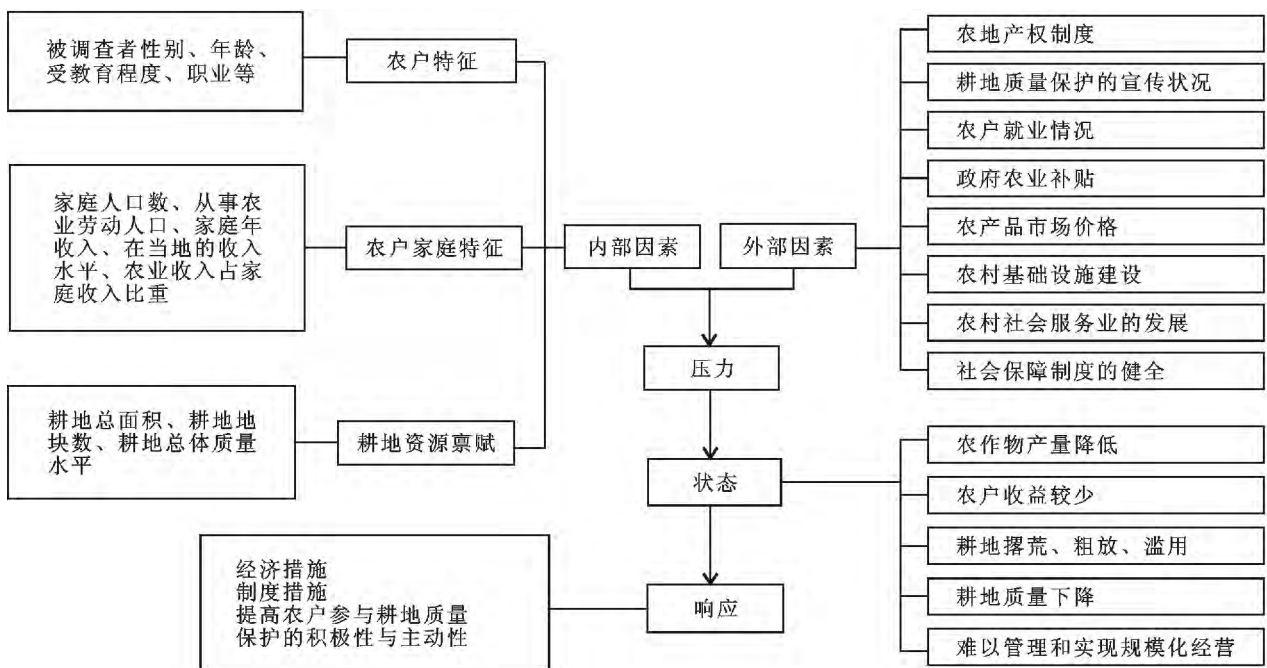 被调查者性别、年龄、
受教育程度、职业等
农户特征
家庭人口数、从事农
业劳动人口、家庭年
收入、在当地的收入
水平、农业收入占家
庭收入比重
农户家庭特征
耕地总面积、耕地地
块数、耕地总体质量
水平
耕地资源禀赋
内部因素
外部因素
农地产权制度
耕地质量保护的宣传状况
农户就业情况
政府农业补贴
农产品市场价格
农村基础设施建设
农村社会服务业的发展
社会保障制度的健全
压力
状态
农作物产量降低
农户收益较少
耕地撂荒、粗放、滥用
耕地质量下降
难以管理和实现规模化经营
响应
经济措施
制度措施
提高农户参与耕地质量
保护的积极性与主动性